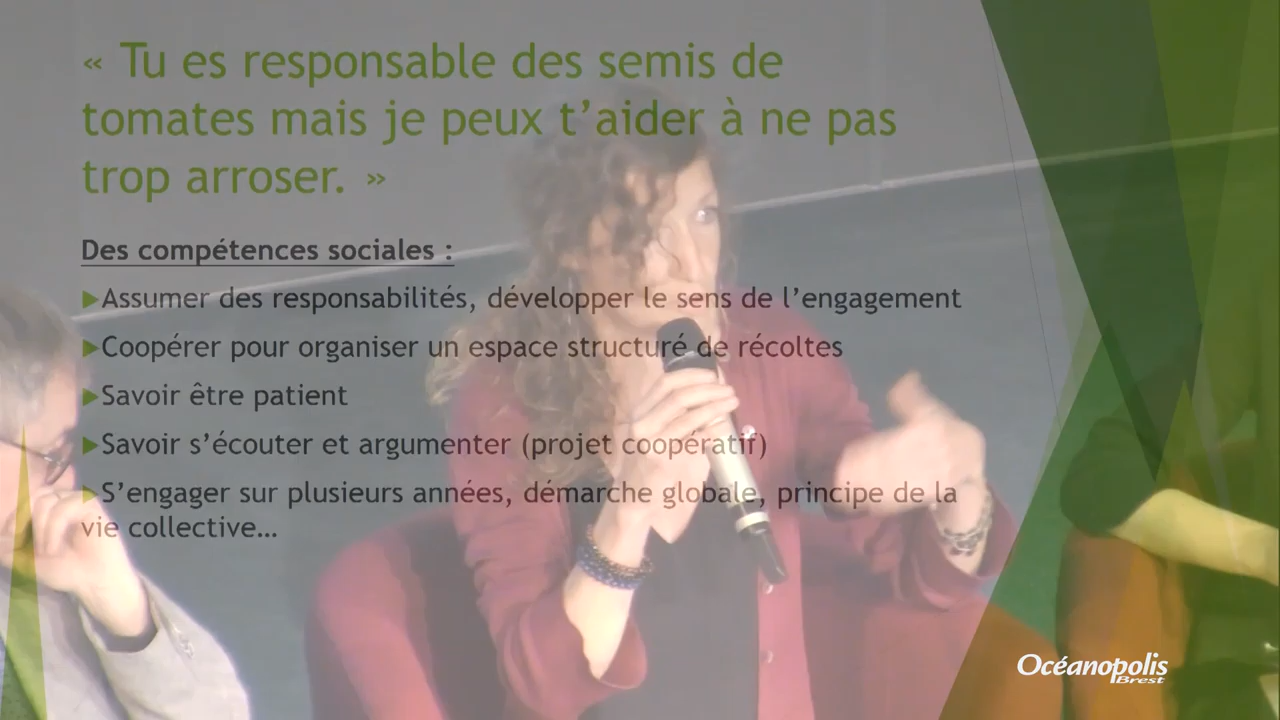 « Tu es responsable des semis de
tomates mais je peux t’aider à ne pas
trop arroser. »
Des compétences sociales :
Assumer des responsabilités, développer le sens de l’engagement
Coopérer pour organiser un espace structuré de récoltes
Savoir être patient
Savoir s’écouter et argumenter (projet coopératif)
S’engager sur plusieurs années, démarche globale, principe de la
vie collective…
Océanopolis
Brest